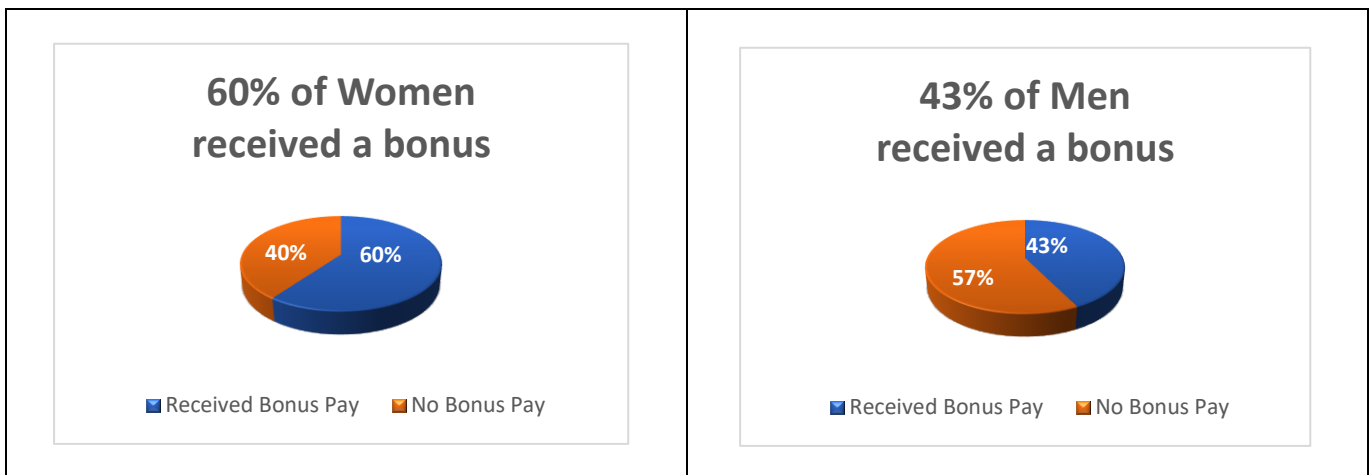 60% of Women
received a bonus
40%
60%
Received Bonus Pay
No Bonus Pay
43% of Men
received a bonus
43%
57%
Received Bonus Pay
No Bonus Pay